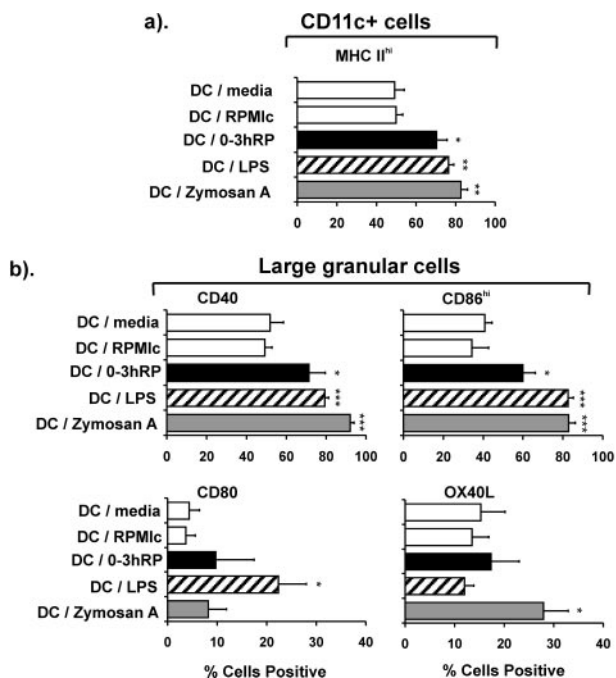 a).
CD11c+ cells
MHC II^hi
DC / media
DC / RPMIc
DC / 0-3hRP
*
DC / LPS
**
DC / Zymosan A
**
0 20 40 60 80 100
b).
Large granular cells
CD40
CD86^hi
DC / media
DC / RPMIc
DC / 0-3hRP
* *
DC / LPS
*** ***
DC / Zymosan A
*** ***
0 20 40 60 80 100
0 20 40 60 80 100
CD80
OX40L
DC / media
DC / RPMIc
DC / 0-3hRP
DC / LPS
*
DC / Zymosan A
*
0 10 20 30 40
0 10 20 30 40
% Cells Positive
% Cells Positive